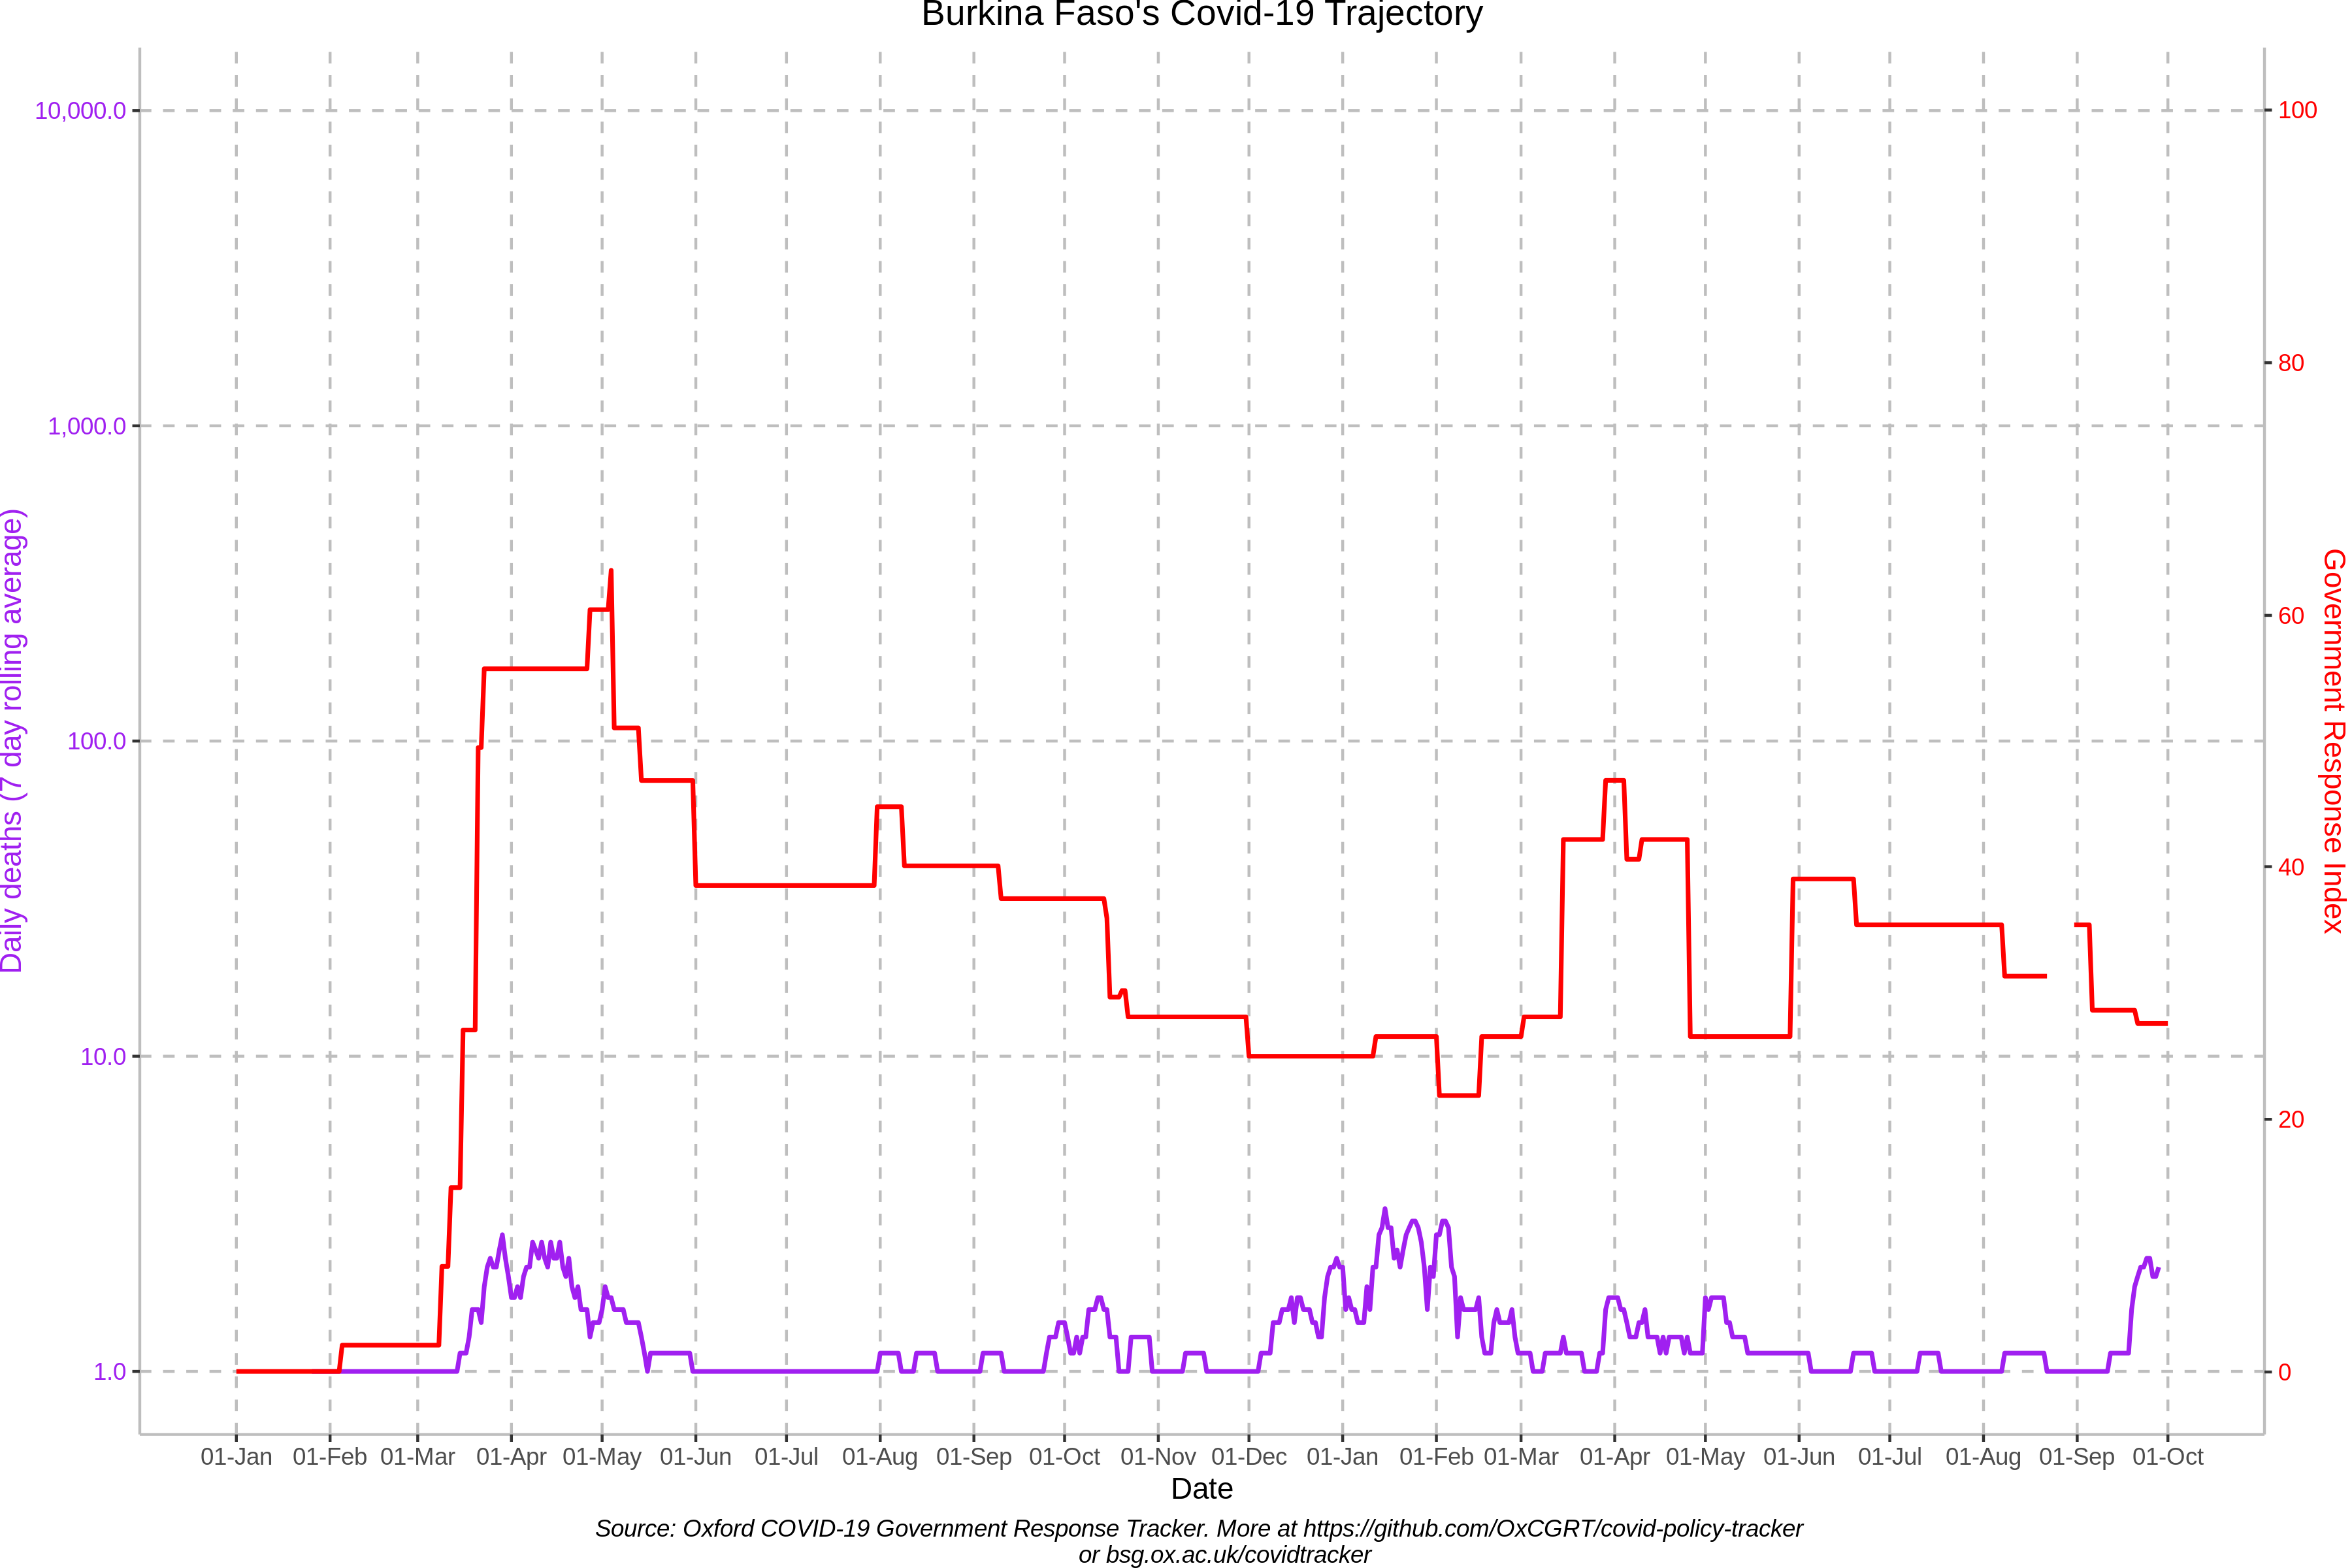 Burkina Faso's Covid-19 Trajectory
10,000.0
1,000.0
100.0
10.0
1.0
Daily deaths (7 day rolling average)
100
80
60
40
20
0
Government Response Index
01-Jan 01-Feb 01-Mar 01-Apr 01-May 01-Jun 01-Jul 01-Aug 01-Sep 01-Oct 01-Nov 01-Dec 01-Jan 01-Feb 01-Mar 01-Apr 01-May 01-Jun 01-Jul 01-Aug 01-Sep 01-Oct
Date
Source: Oxford COVID-19 Government Response Tracker. More at https://github.com/OxCGRT/covid-policy-tracker
or bsg.ox.ac.uk/covidtracker